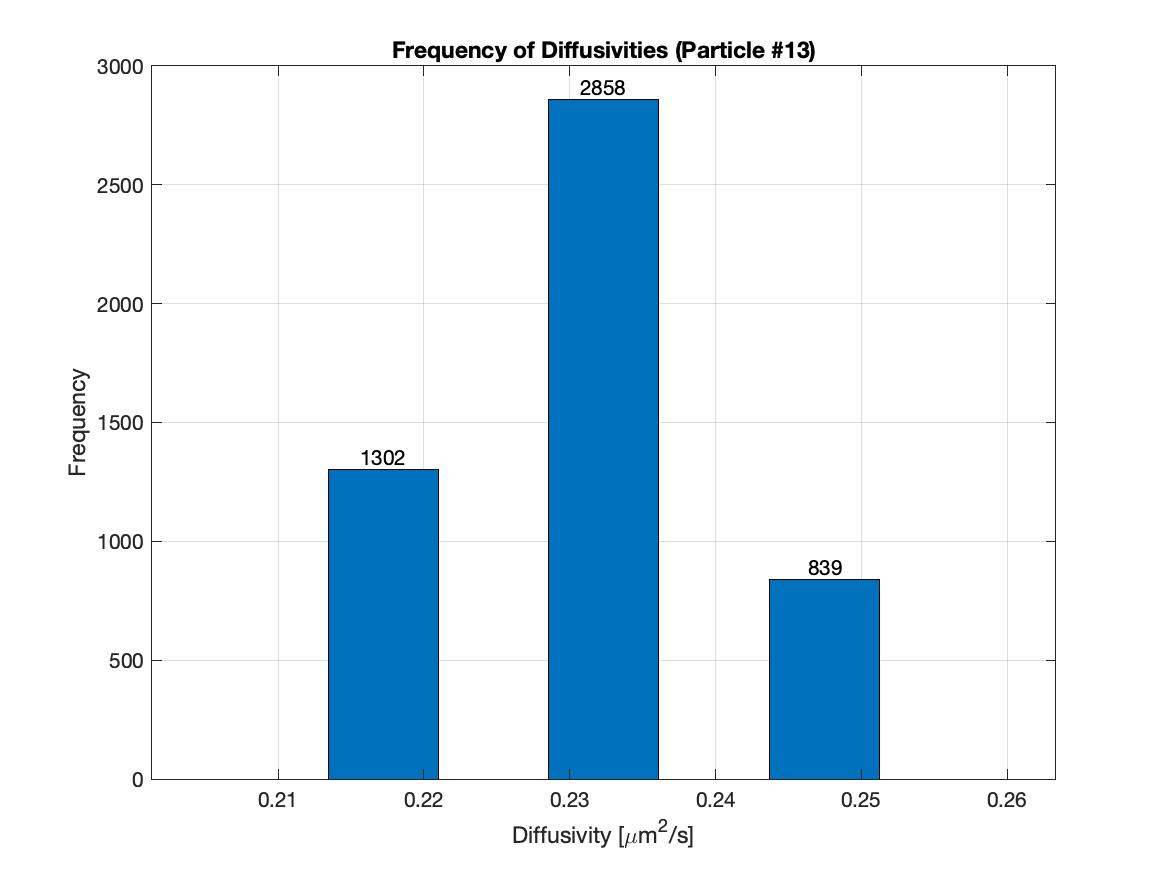 Frequency of Diffusivities (Particle #13)
3000
2858
2500
2000
1500
1302
1000
839
500
0
Frequency
0.21 0.22 0.23 0.24 0.25 0.26
Diffusivity [μm²/s]